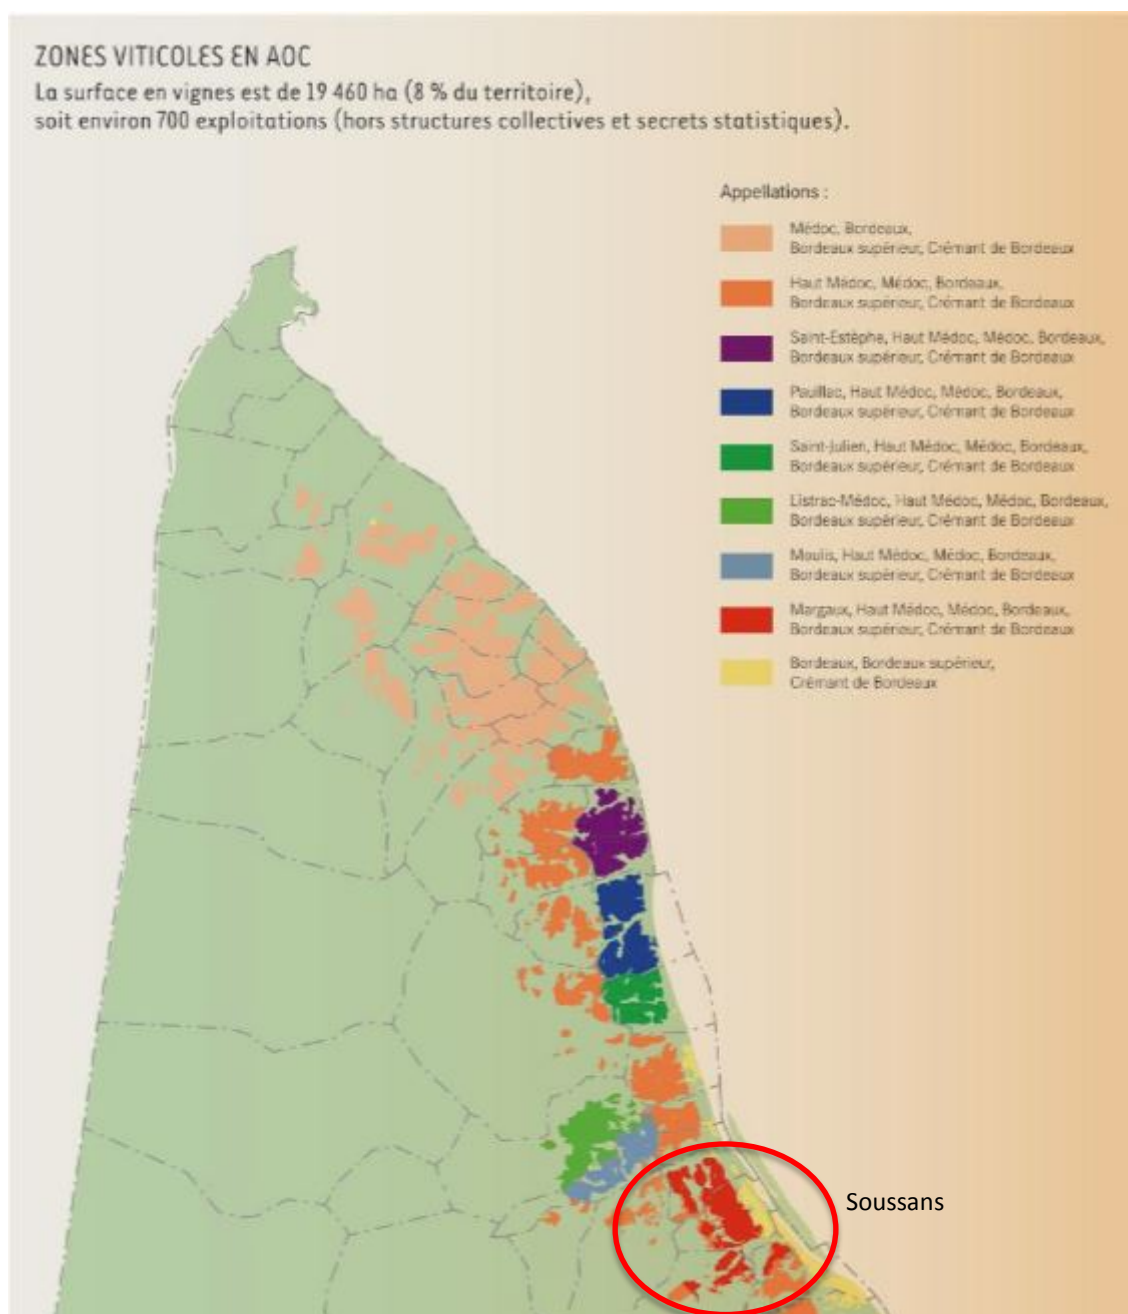 ZONES VITICOLES EN AOC
La surface en vignes est de 19 460 ha (8 % du territoire),
soit environ 700 exploitations (hors structures collectives et secrets statistiques).
Appellations :
Médoc, Bordeaux,
Bordeaux supérieur, Crémant de Bordeaux
Haut Médoc, Médoc, Bordeaux,
Bordeaux supérieur, Crémant de Bordeaux
Saint-Estèphe, Haut Médoc, Médoc, Bordeaux,
Bordeaux supérieur, Crémant de Bordeaux
Pauillac, Haut Médoc, Médoc, Bordeaux,
Bordeaux supérieur, Crémant de Bordeaux
Saint-Julien, Haut Médoc, Médoc, Bordeaux,
Bordeaux supérieur, Crémant de Bordeaux
Listrac-Médoc, Haut Médoc, Médoc, Bordeaux,
Bordeaux supérieur, Crémant de Bordeaux
Moulis, Haut Médoc, Médoc, Bordeaux,
Bordeaux supérieur, Crémant de Bordeaux
Margaux, Haut Médoc, Médoc, Bordeaux,
Bordeaux supérieur, Crémant de Bordeaux
Bordeaux, Bordeaux supérieur,
Crémant de Bordeaux
Soussans